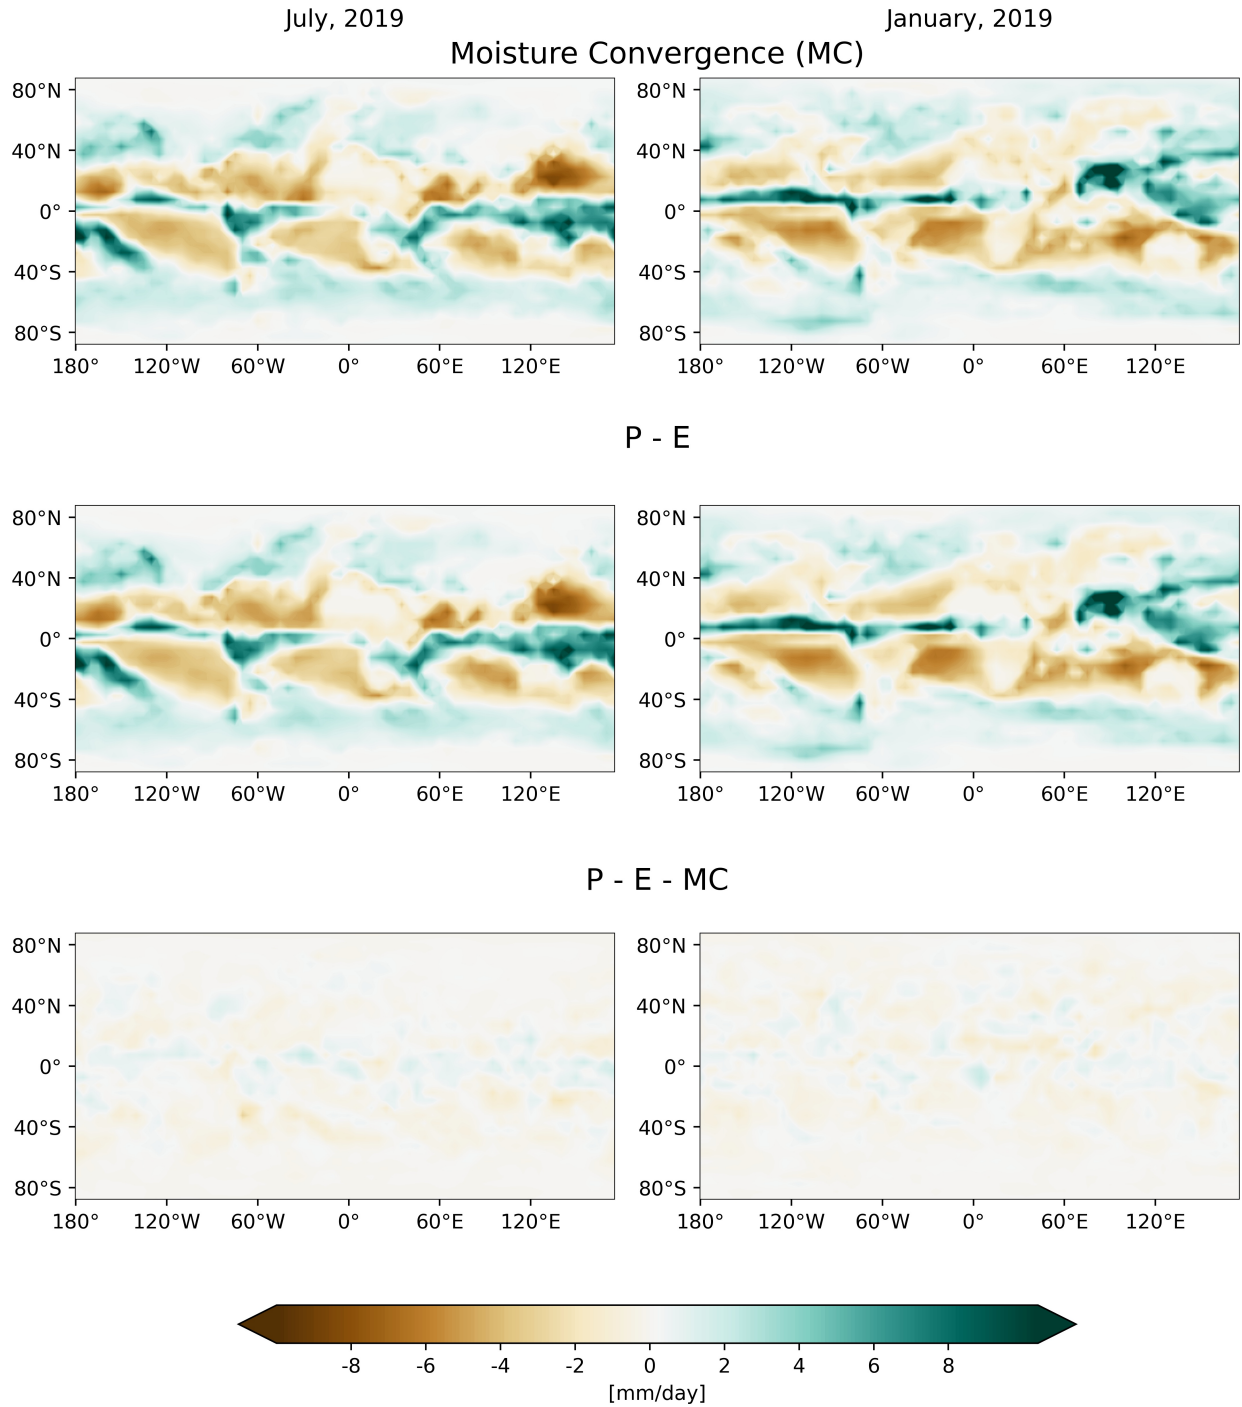 July, 2019 January, 2019
Moisture Convergence (MC)
80°N 80°N
40°N 40°N
0° 0°
40°S 40°S
80°S 80°S
180° 120°W 60°W 0° 60°E 120°E 180° 120°W 60°W 0° 60°E 120°E
P - E
80°N 80°N
40°N 40°N
0° 0°
40°S 40°S
80°S 80°S
180° 120°W 60°W 0° 60°E 120°E 180° 120°W 60°W 0° 60°E 120°E
P - E - MC
80°N 80°N
40°N 40°N
0° 0°
40°S 40°S
80°S 80°S
180° 120°W 60°W 0° 60°E 120°E 180° 120°W 60°W 0° 60°E 120°E
-8 -6 -4 -2 0 2 4 6 8
[mm/day]